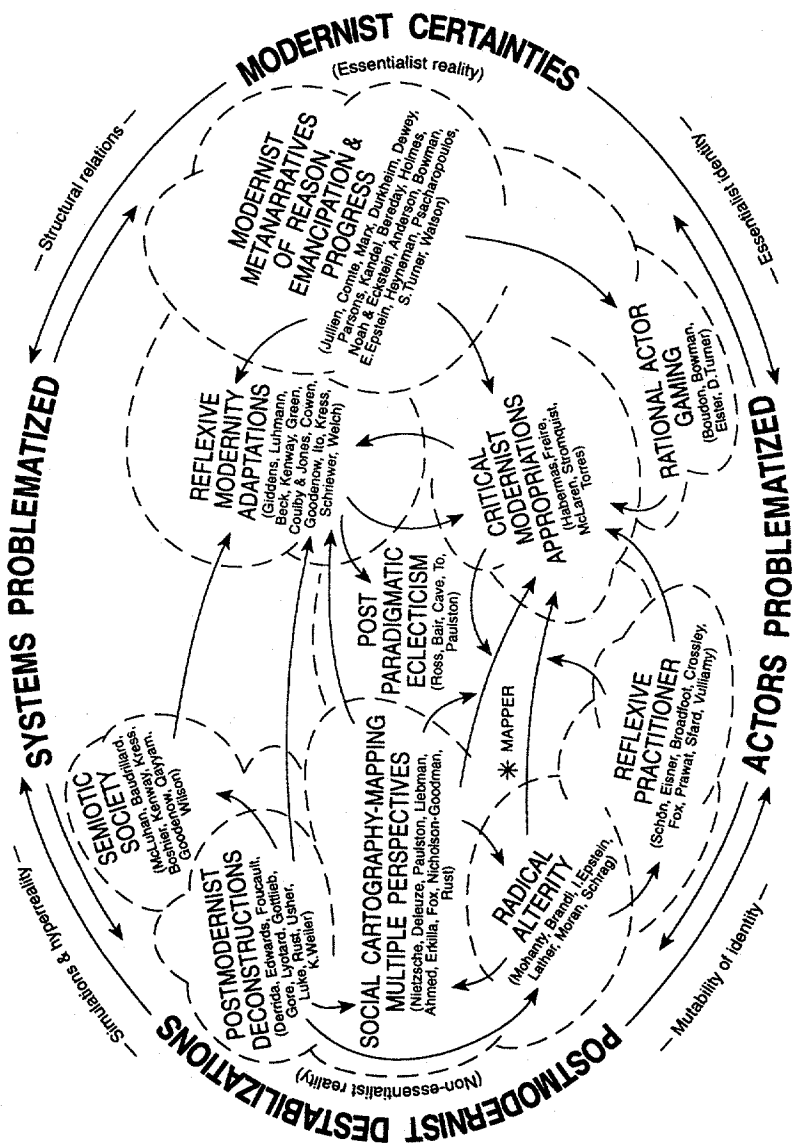 MODERNIST CERTAINTIES
(Essentialist reality)
Structural relations
Essentialist identity
SYSTEMS PROBLEMATIZED
ACTORS PROBLEMATIZED
Simulations & hyperreality
Mutability of identity
POSTMODERNIST DESTABILIZATIONS
(Non-essentialist reality)
MODERNIST
METANARRATIVES
OF REASON,
EMANCIPATION &
PROGRESS
(Jullien, Comte, Marx, Durkheim, Dewey,
Parsons, Kandel, Bereday, Holmes,
Noah & Eckstein, Anderson, Bowman,
E.Epstein, Heyneman, Psacharopoulos,
S.Turner, Watson)
REFLEXIVE
MODERNITY
ADAPTATIONS
(Giddens, Luhmann,
Beck, Kenway, Green,
Coulby & Jones, Cowen,
Goodenow, Ito, Kress,
Schriewer, Welch)
CRITICAL
MODERNIST
APPROPRIATIONS
(Habermas, Freire,
McLaren, Stromquist,
Torres)
RATIONAL ACTOR
GAMING
(Boudon, Bowman,
Elster, D.Turner)
POST
PARADIGMATIC
ECLECTICISM
(Ross, Bair, Cave, To,
Paulston)
SEMIOTIC
SOCIETY
(McLuhan, Baudrillard,
Boshier, Kenway, Kress,
Goodenow, Qayyam,
Wilson)
POSTMODERNIST
DECONSTRUCTIONS
(Derrida, Edwards, Foucault,
Gore, Lyotard, Gottlieb,
Luke, Rust, Usher,
K.Weiler)
SOCIAL CARTOGRAPHY-MAPPING
MULTIPLE PERSPECTIVES
(Nietzsche, Deleuze, Paulston, Liebman,
Ahmed, Erkilla, Fox, Nicholson-Goodman,
Rust)
MAPPER
RADICAL
ALTERITY
(Mohanty, Brandi, I.Epstein,
Lather, Moran, Schrag)
REFLEXIVE
PRACTITIONER
(Schön, Eisner, Broadfoot, Crossley,
Fox, Prawat, Sfard, Vulliamy)